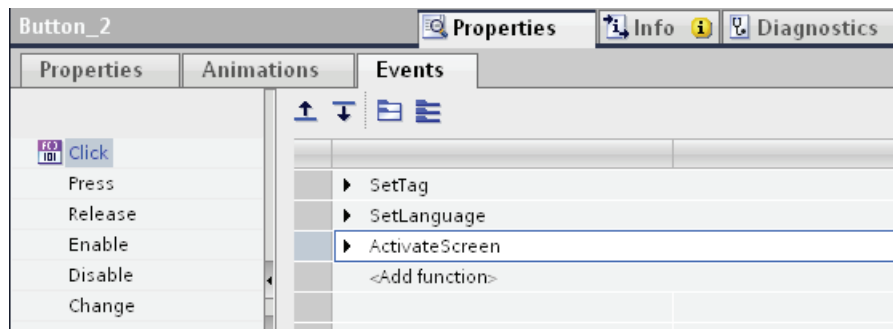 Button_2
Properties Info Diagnostics
Properties Animations Events
Click
Press
Release
Enable
Disable
Change
SetTag
SetLanguage
ActivateScreen
<Add function>